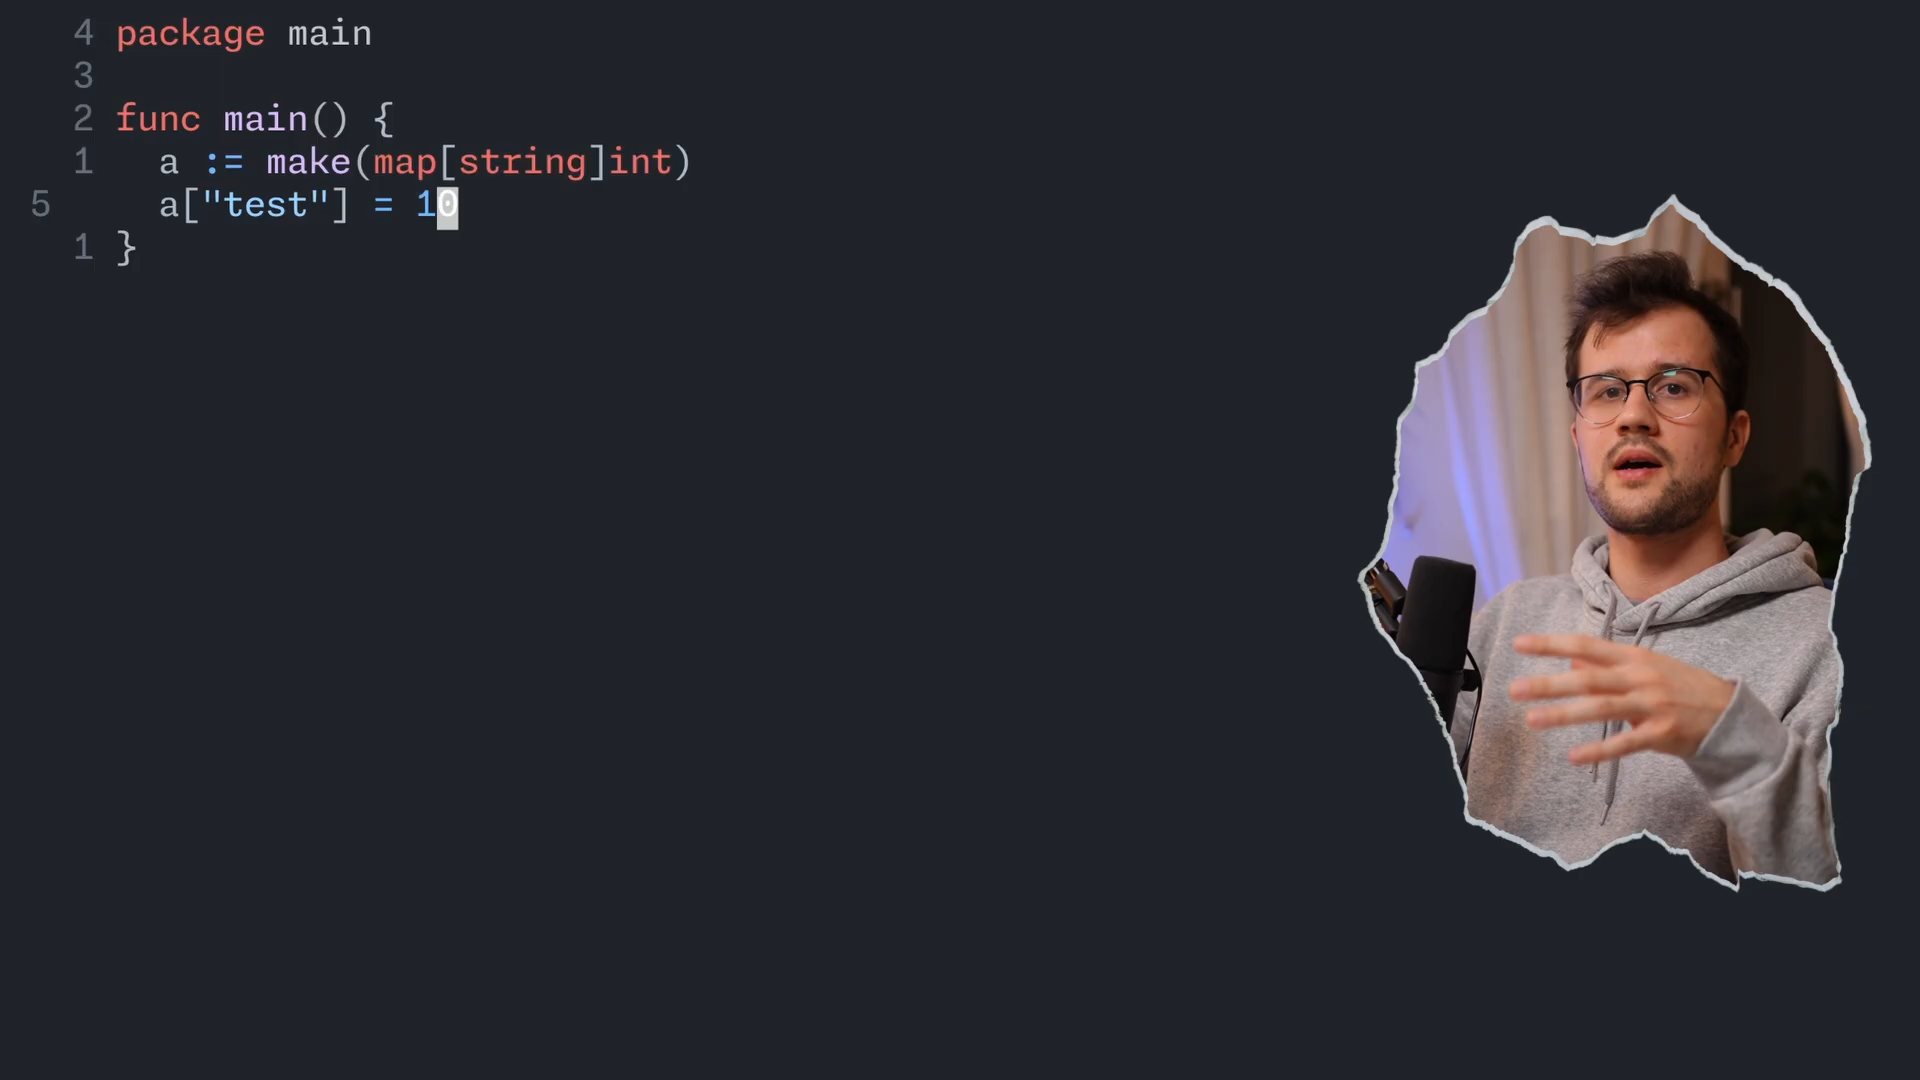 4 package main
3
2 func main() {
1   a := make(map[string]int)
5   a["test"] = 10
1 }